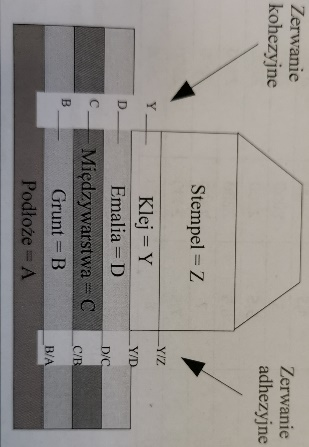 Zerwanie
kohezyjne
Zerwanie
adhezyjne
Stempel = Z
Y
Klej = Y
Y/Z
D
Emalia = D
Y/D
C
Międzywarstwa = C
D/C
B
Grunt = B
C/B
Podłoże = A
B/A